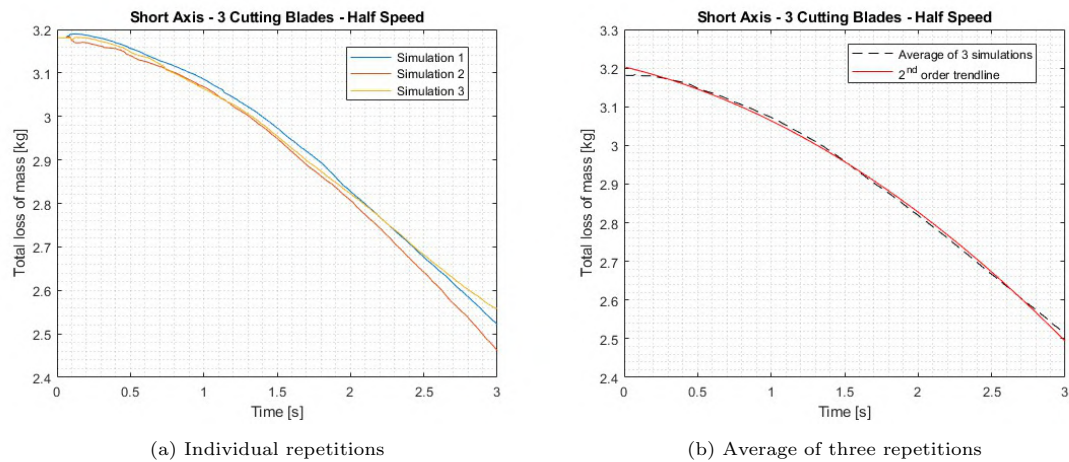 Short Axis - 3 Cutting Blades - Half Speed
3.2
3.1
3
2.9
2.8
2.7
2.6
2.5
2.4
Total loss of mass [kg]
Simulation 1
Simulation 2
Simulation 3
0 0.5 1 1.5 2 2.5 3
Time [s]
(a) Individual repetitions
Short Axis - 3 Cutting Blades - Half Speed
3.3
3.2
3.1
3
2.9
2.8
2.7
2.6
2.5
2.4
Total loss of mass [kg]
Average of 3 simulations
2nd order trendline
0 0.5 1 1.5 2 2.5 3
Time [s]
(b) Average of three repetitions